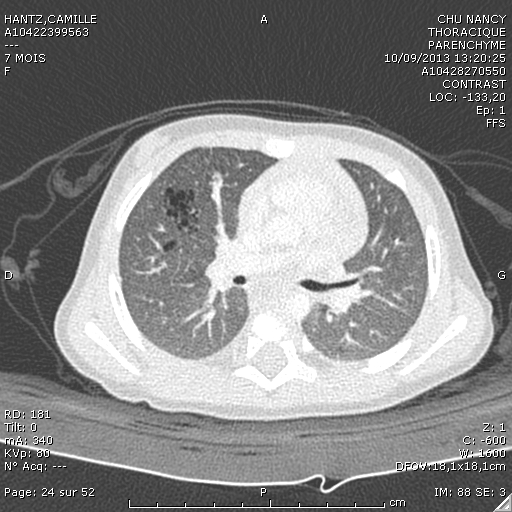 HANTZ,CAMILLE
A10422399563
---
7 MOIS
F
A
CHU NANCY
THORACIQUE
PARENCHYME
10/09/2013 13:20:25
A10428270550
CONTRAST
LOC: -133,20
Ep: 1
FFS
D
G
RD: 181
Tilt: 0
mA: 340
KVp: 80
N° Acq: ---
Page: 24 sur 52
P
cm
Z: 1
C: -600
W: 1600
DFOV:18,1x18,1cm
IM: 88 SE: 3